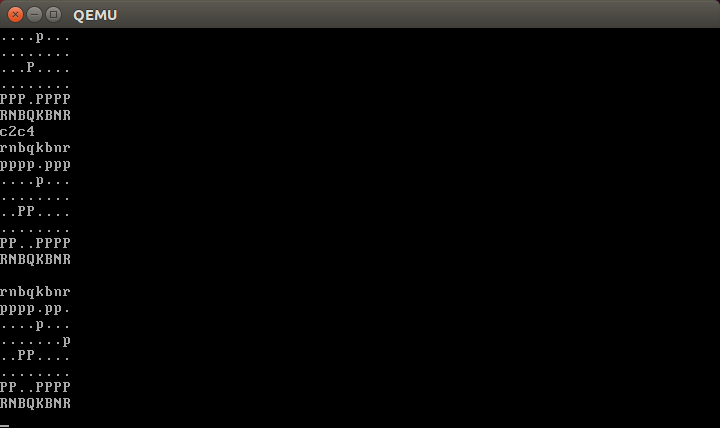 QEMU
....p...
........
...P....
........
PPP.PPPP
RNBQKBNR
c2c4
rnbqkbnr
pppp.ppp
....p...
........
..PP....
........
PP..PPPP
RNBQKBNR

rnbqkbnr
pppp.pp.
....p...
.......p
..PP....
........
PP..PPPP
RNBQKBNR